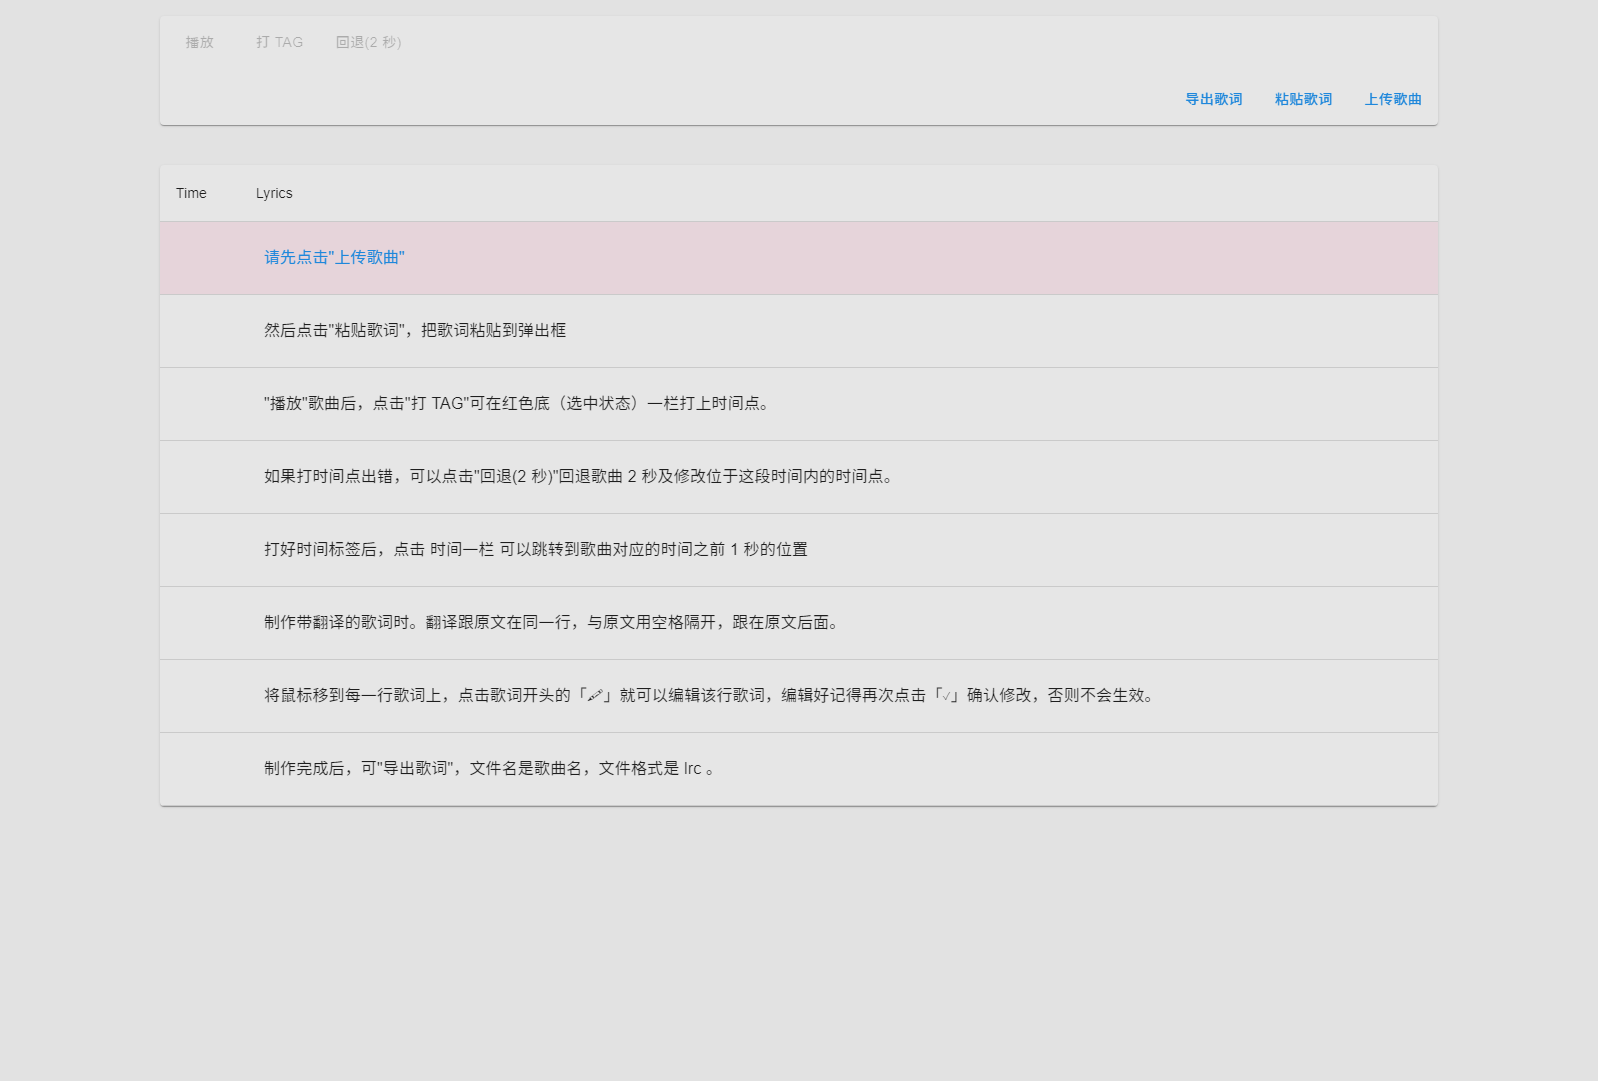 播放 打 TAG 回退(2 秒)
导出歌词 粘贴歌词 上传歌曲
Time Lyrics
请先点击"上传歌曲"
然后点击"粘贴歌词"，把歌词粘贴到弹出框
"播放"歌曲后，点击"打 TAG"可在红色底（选中状态）一栏打上时间点。
如果打时间点出错，可以点击"回退(2 秒)"回退歌曲 2 秒及修改位于这段时间内的时间点。
打好时间标签后，点击 时间一栏 可以跳转到歌曲对应的时间之前 1 秒的位置
制作带翻译的歌词时。翻译跟原文在同一行，与原文用空格隔开，跟在原文后面。
将鼠标移到每一行歌词上，点击歌词开头的「🖍」就可以编辑该行歌词，编辑好记得再次点击「✓」确认修改，否则不会生效。
制作完成后，可"导出歌词"，文件名是歌曲名，文件格式是 lrc 。